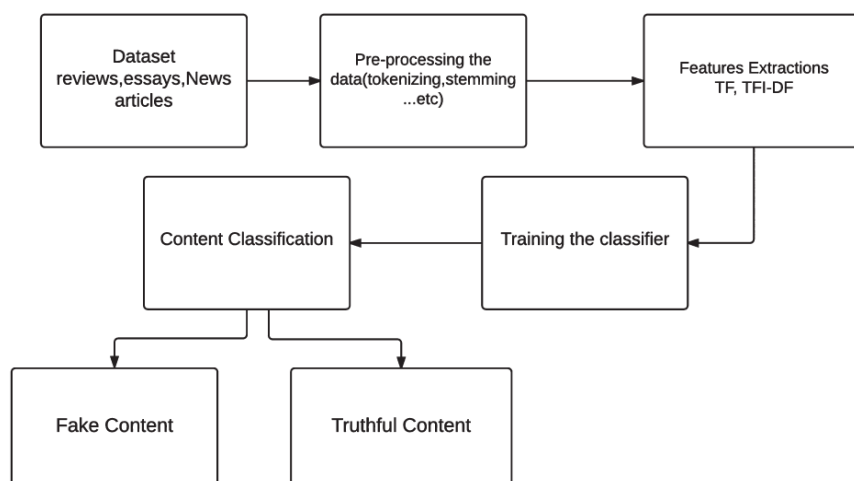 Dataset
reviews,essays,News
articles
Pre-processing the
data(tokenizing,stemming
...etc)
Features Extractions
TF, TFI-DF
Content Classification
Training the classifier
Fake Content
Truthful Content